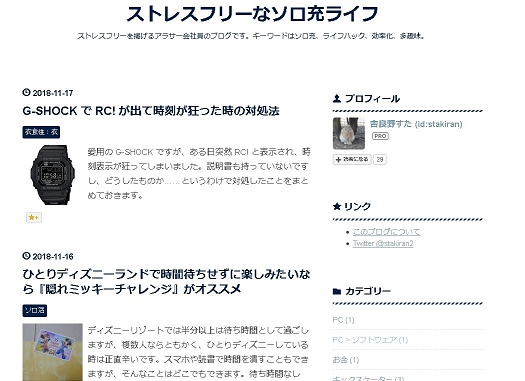 ストレスフリーなソロ充ライフ
ストレスフリーを掲げるアラサー会社員のブログです。キーワードはソロ充、ライフハック、効率化、多趣味。
2018-11-17
G-SHOCK で RC! が出て時刻が狂った時の対処法
衣食住：衣
愛用の G-SHOCK ですが、ある日突然 RC! と表示され、時
刻表示が狂ってしまいました。説明書も持っていないです
し、どうしたものか…… というわけで対処したことをまと
めておきます。
2018-11-16
ひとりディズニーランドで時間待ちせずに楽しみたいな
ら『隠れミッキーチャレンジ』がオススメ
ソロ活
ディズニーリゾートでは半分以上は待ち時間として過ごし
ますが、複数人ならともかく、ひとりディズニーしてい
る時は正直辛いです。スマホや読書で時間を潰すこともでき
ますが、そんなことはどこでもできます。待ち時間なし
プロフィール
吉良野すた (id:stakiran)
PRO
読者になる 29
リンク
このブログについて
Twitter @stakiran2
カテゴリー
PC (1)
PC > ソフトウェア (1)
お金 (1)
キックスケーター (3)